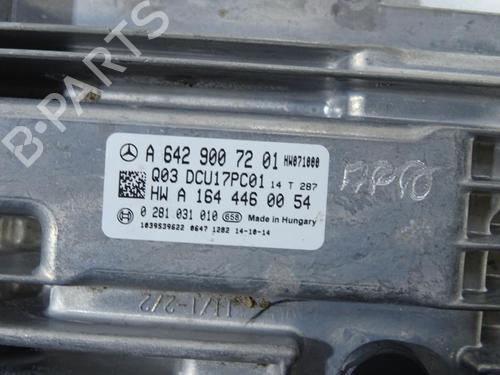 A 642 900 72 01 HW071000
Q03 DCU17PC01 14 T 287
HW A 164 446 00 54
0 281 031 010 658 Made in Hungary
1039S39622 0647 1282 14-10-14
B-PARTS